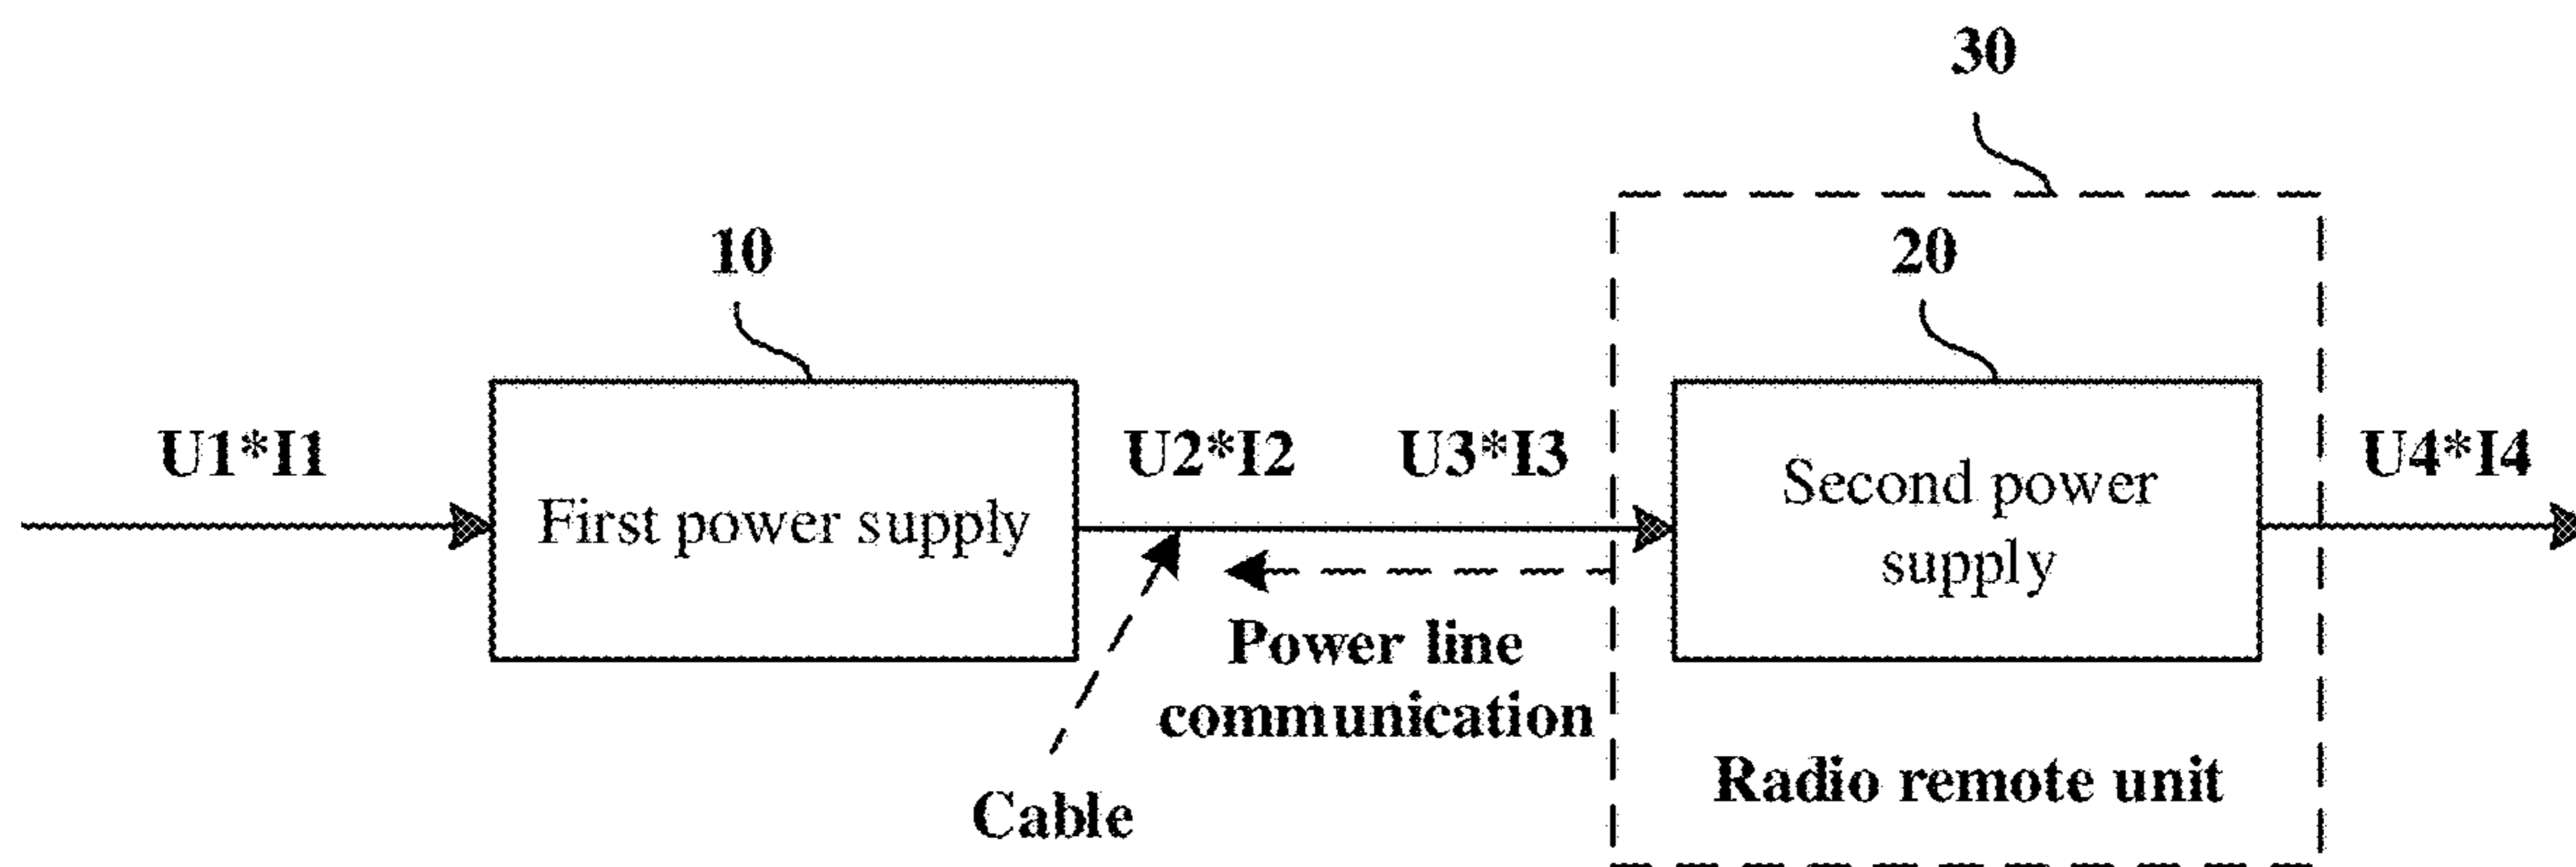 30
10
20
U1*I1
U2*I2
U3*I3
U4*I4
First power supply
Second power
supply
Power line
communication
Cable
Radio remote unit